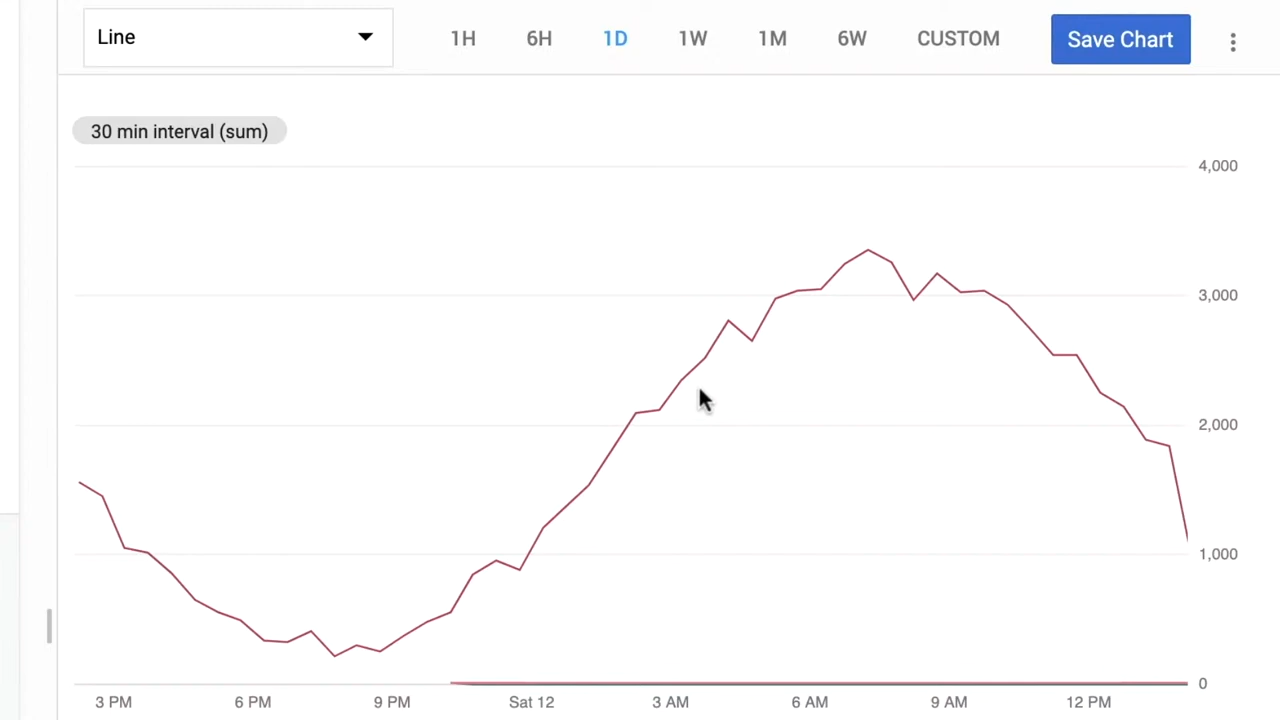 Line 1H 6H 1D 1W 1M 6W CUSTOM Save Chart
30 min interval (sum)
4,000
3,000
2,000
1,000
0
3 PM 6 PM 9 PM Sat 12 3 AM 6 AM 9 AM 12 PM